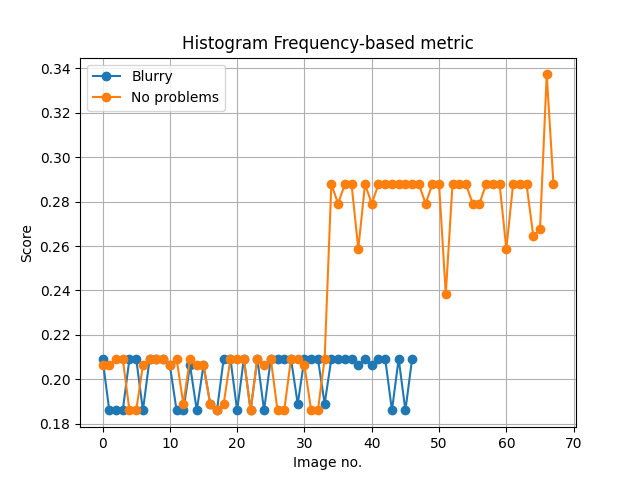 Histogram Frequency-based metric
Blurry
No problems
Score
0.34
0.32
0.30
0.28
0.26
0.24
0.22
0.20
0.18
0 10 20 30 40 50 60 70
Image no.